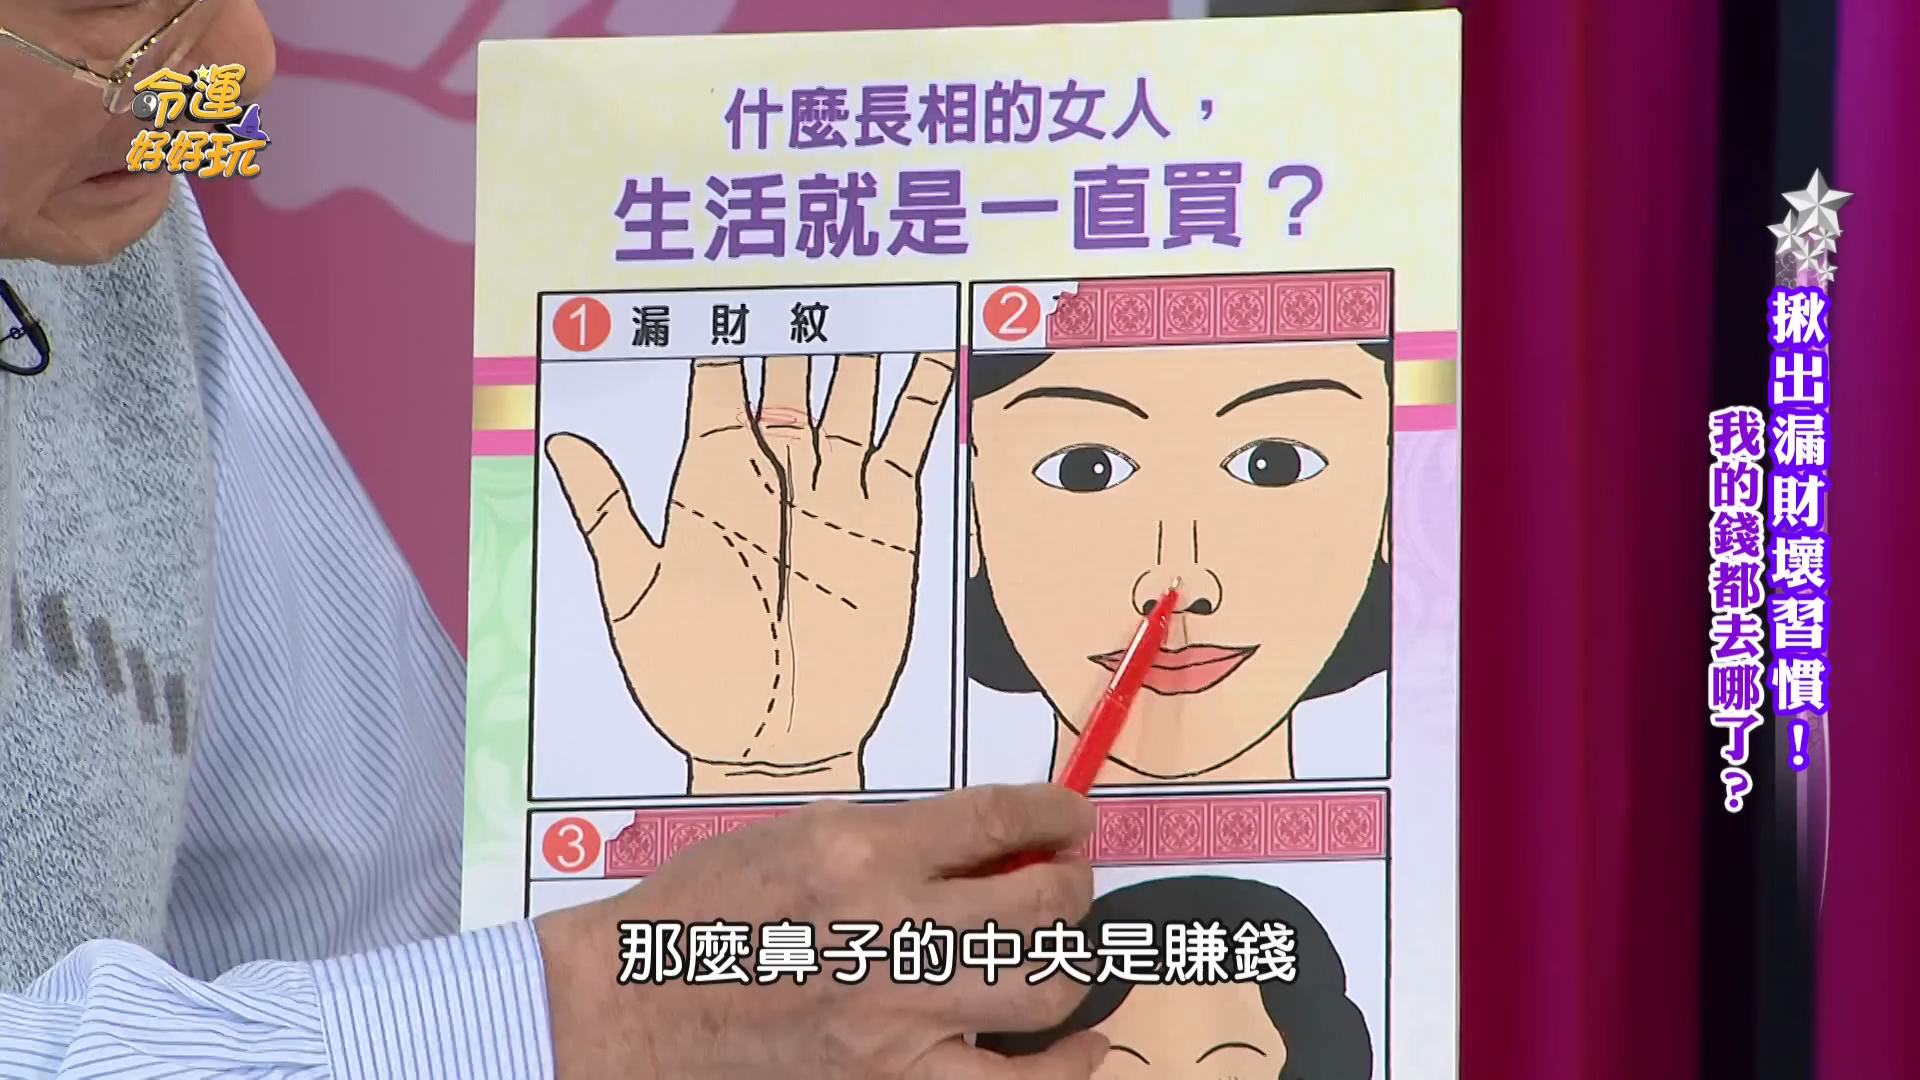 命運
好好玩
什麼長相的女人，
生活就是一直買？
1 漏財紋
2
3
揪出漏財壞習慣！
我的錢都去哪了？
那麼鼻子的中央是賺錢